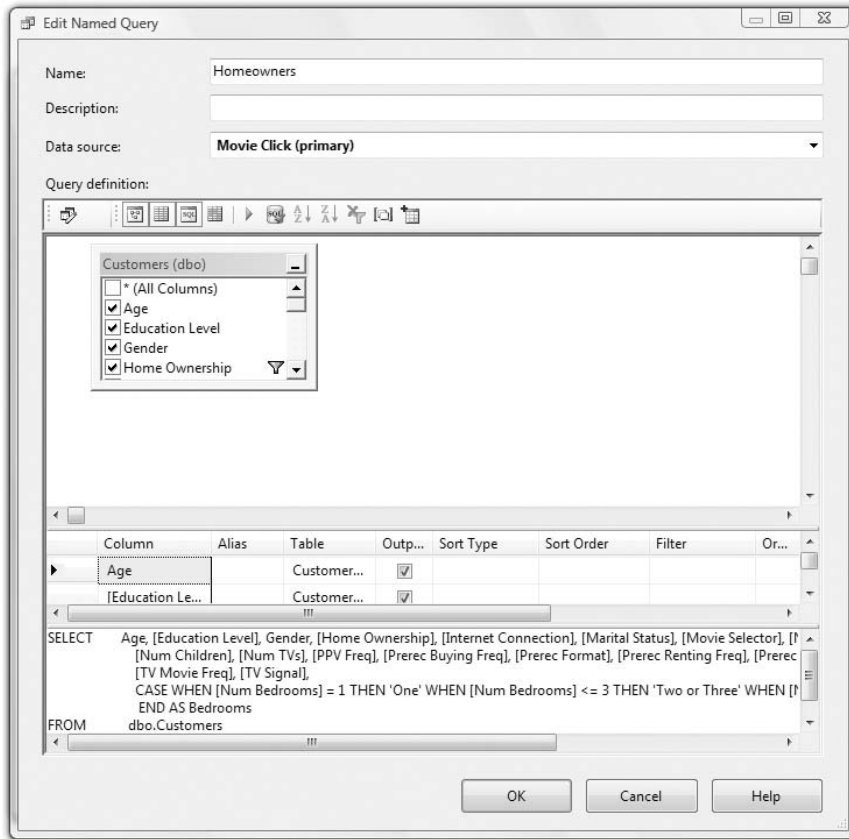 Edit Named Query
Name:
Homeowners
Description:
Data source:
Movie Click (primary)
Query definition:
SQL
SQL
A
Z
Z
A
Customers (dbo)
* (All Columns)
Age
Education Level
Gender
Home Ownership
Column Alias Table Outp... Sort Type Sort Order Filter Or...
Age Customer...
[Education Le... Customer...
SELECT Age, [Education Level], Gender, [Home Ownership], [Internet Connection], [Marital Status], [Movie Selector],
[Num Children], [Num TVs], [PPV Freq], [Prerec Buying Freq], [Prerec Format], [Prerec Renting Freq], [Prerec
[TV Movie Freq], [TV Signal],
CASE WHEN [Num Bedrooms] = 1 THEN 'One' WHEN [Num Bedrooms] <= 3 THEN 'Two or Three' WHEN
END AS Bedrooms
FROM dbo.Customers
OK Cancel Help